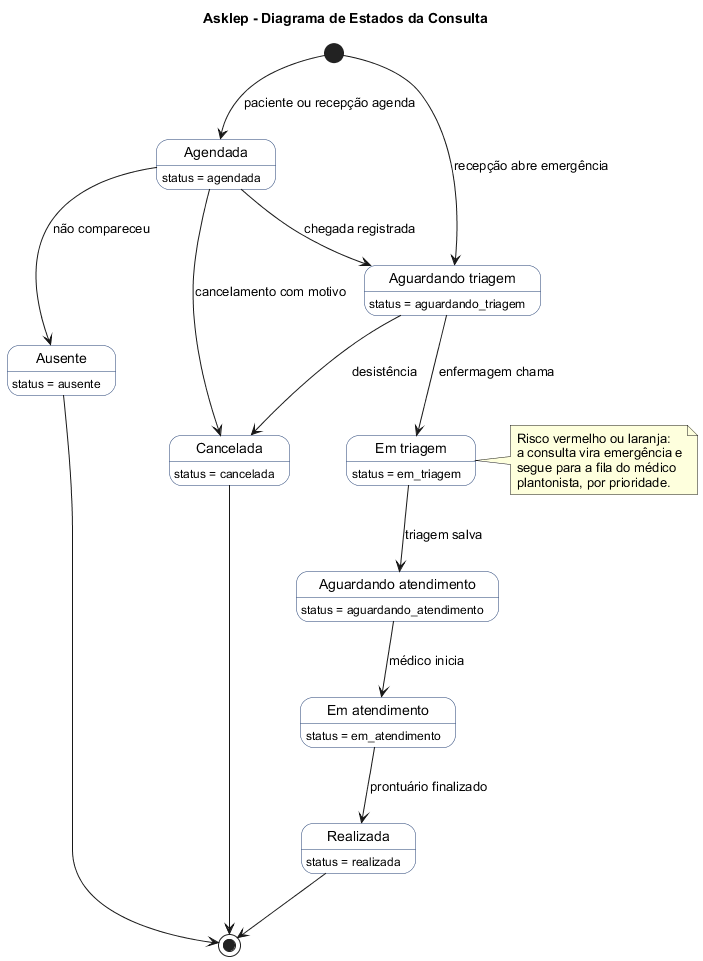 Asklep - Diagrama de Estados da Consulta
paciente ou recepção agenda
Agendada
status = agendada
recepção abre emergência
não compareceu
chegada registrada
Aguardando triagem
status = aguardando_triagem
cancelamento com motivo
Ausente
status = ausente
desistência
enfermagem chama
Cancelada
status = cancelada
Em triagem
status = em_triagem
Risco vermelho ou laranja:
a consulta vira emergência e
segue para a fila do médico
plantonista, por prioridade.
triagem salva
Aguardando atendimento
status = aguardando_atendimento
médico inicia
Em atendimento
status = em_atendimento
prontuário finalizado
Realizada
status = realizada